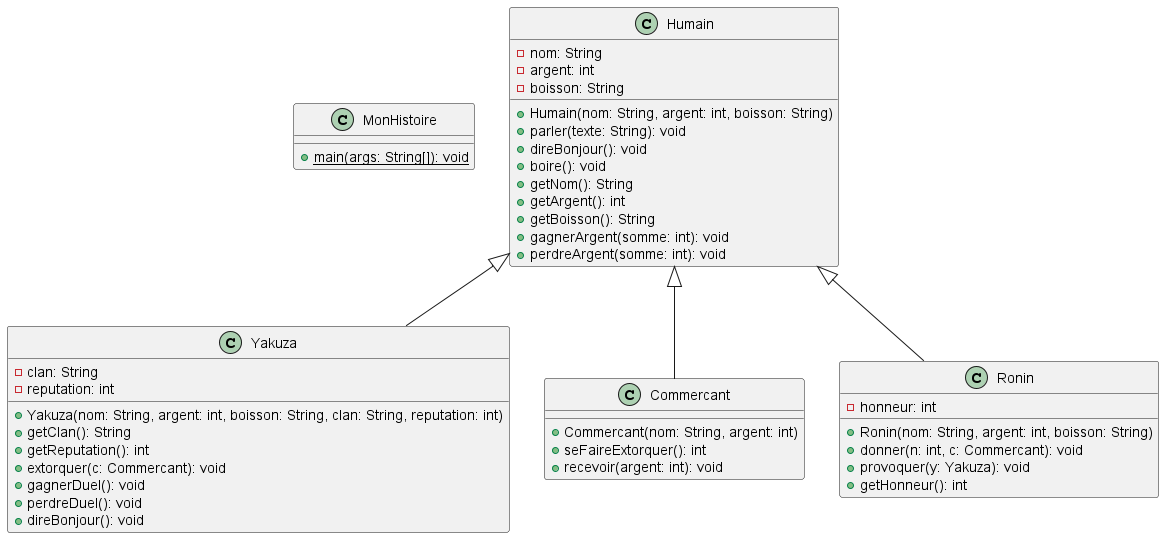 Humain
nom: String
argent: int
boisson: String
Humain(nom: String, argent: int, boisson: String)
parler(texte: String): void
direBonjour(): void
boire(): void
getNom(): String
getArgent(): int
getBoisson(): String
gagnerArgent(somme: int): void
perdreArgent(somme: int): void
MonHistoire
main(args: String[]): void
Yakuza
clan: String
reputation: int
Yakuza(nom: String, argent: int, boisson: String, clan: String, reputation: int)
getClan(): String
getReputation(): int
extorquer(c: Commercant): void
gagnerDuel(): void
perdreDuel(): void
direBonjour(): void
Commercant
Commercant(nom: String, argent: int)
seFaireExtorquer(): int
recevoir(argent: int): void
Ronin
honneur: int
Ronin(nom: String, argent: int, boisson: String)
donner(n: int, c: Commercant): void
provoquer(y: Yakuza): void
getHonneur(): int